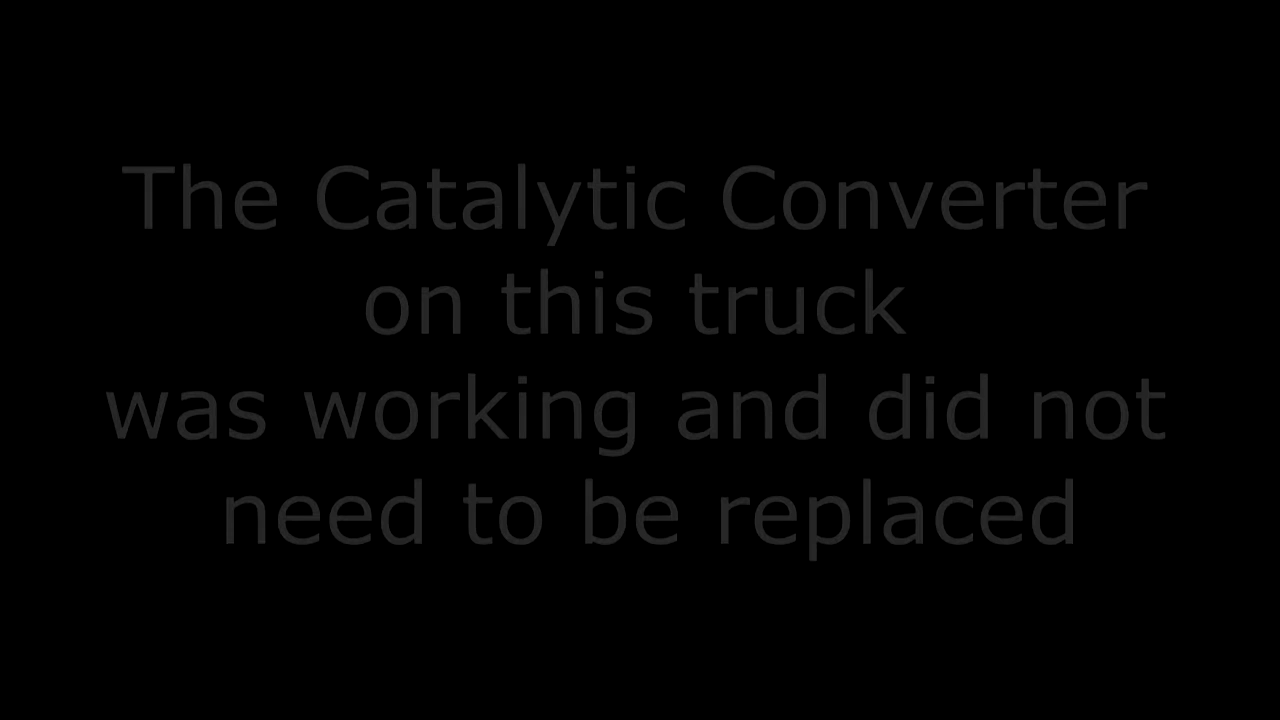 The Catalytic Converter
on this truck
was working and did not
need to be replaced